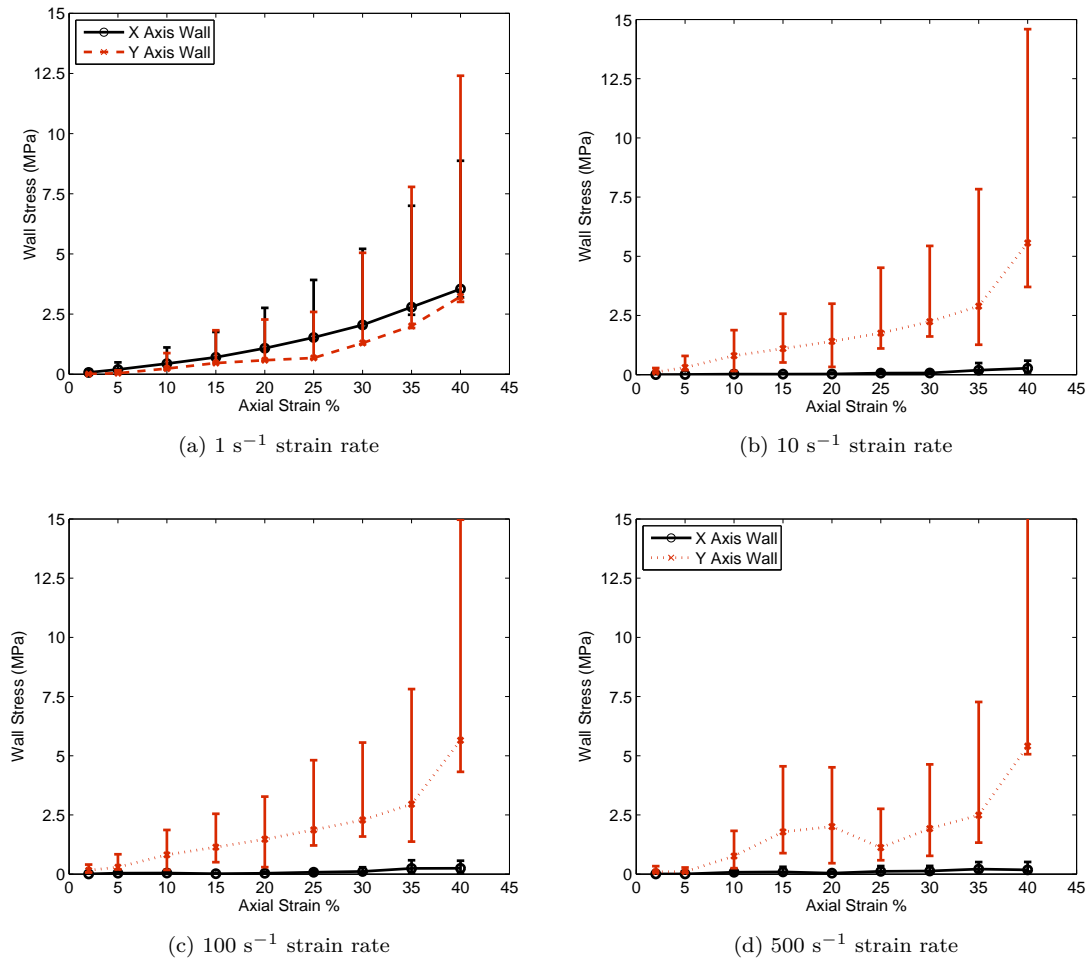 15
12.5
10
7.5
5
2.5
0
Wall Stress (MPa)
X Axis Wall
Y Axis Wall
0 5 10 15 20 25 30 35 40 45
Axial Strain %
(a) 1 s⁻¹ strain rate
15
12.5
10
7.5
5
2.5
0
Wall Stress (MPa)
0 5 10 15 20 25 30 35 40 45
Axial Strain %
(b) 10 s⁻¹ strain rate
15
12.5
10
7.5
5
2.5
0
Wall Stress (MPa)
0 5 10 15 20 25 30 35 40 45
Axial Strain %
(c) 100 s⁻¹ strain rate
15
12.5
10
7.5
5
2.5
0
Wall Stress (MPa)
X Axis Wall
Y Axis Wall
0 5 10 15 20 25 30 35 40 45
Axial Strain %
(d) 500 s⁻¹ strain rate